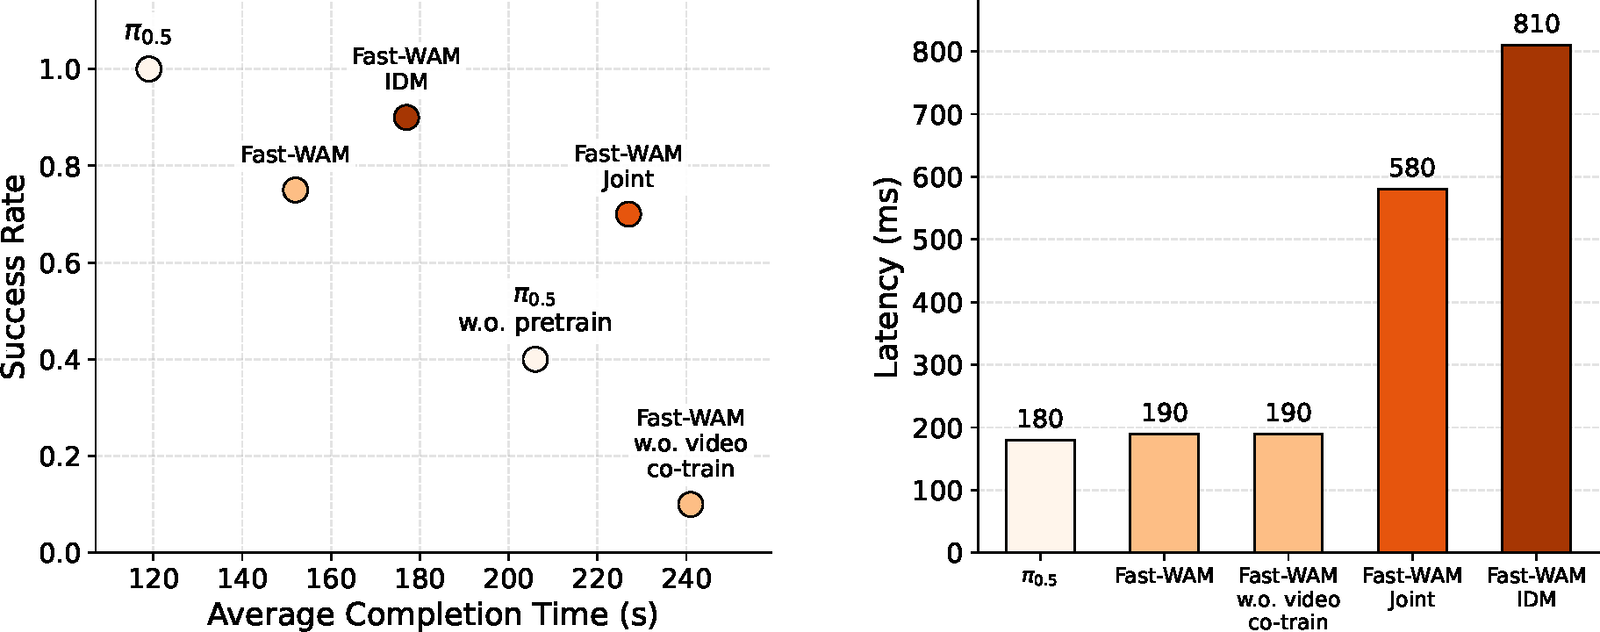 π0.5
Fast-WAM
IDM
Fast-WAM
Fast-WAM
Joint
π0.5
w.o. pretrain
Fast-WAM
w.o. video
co-train
1.0
0.8
0.6
0.4
0.2
0.0
Success Rate
120 140 160 180 200 220 240
Average Completion Time (s)
800
700
600
500
400
300
200
100
0
Latency (ms)
180
190
190
580
810
π0.5
Fast-WAM
Fast-WAM
w.o. video
co-train
Fast-WAM
Joint
Fast-WAM
IDM